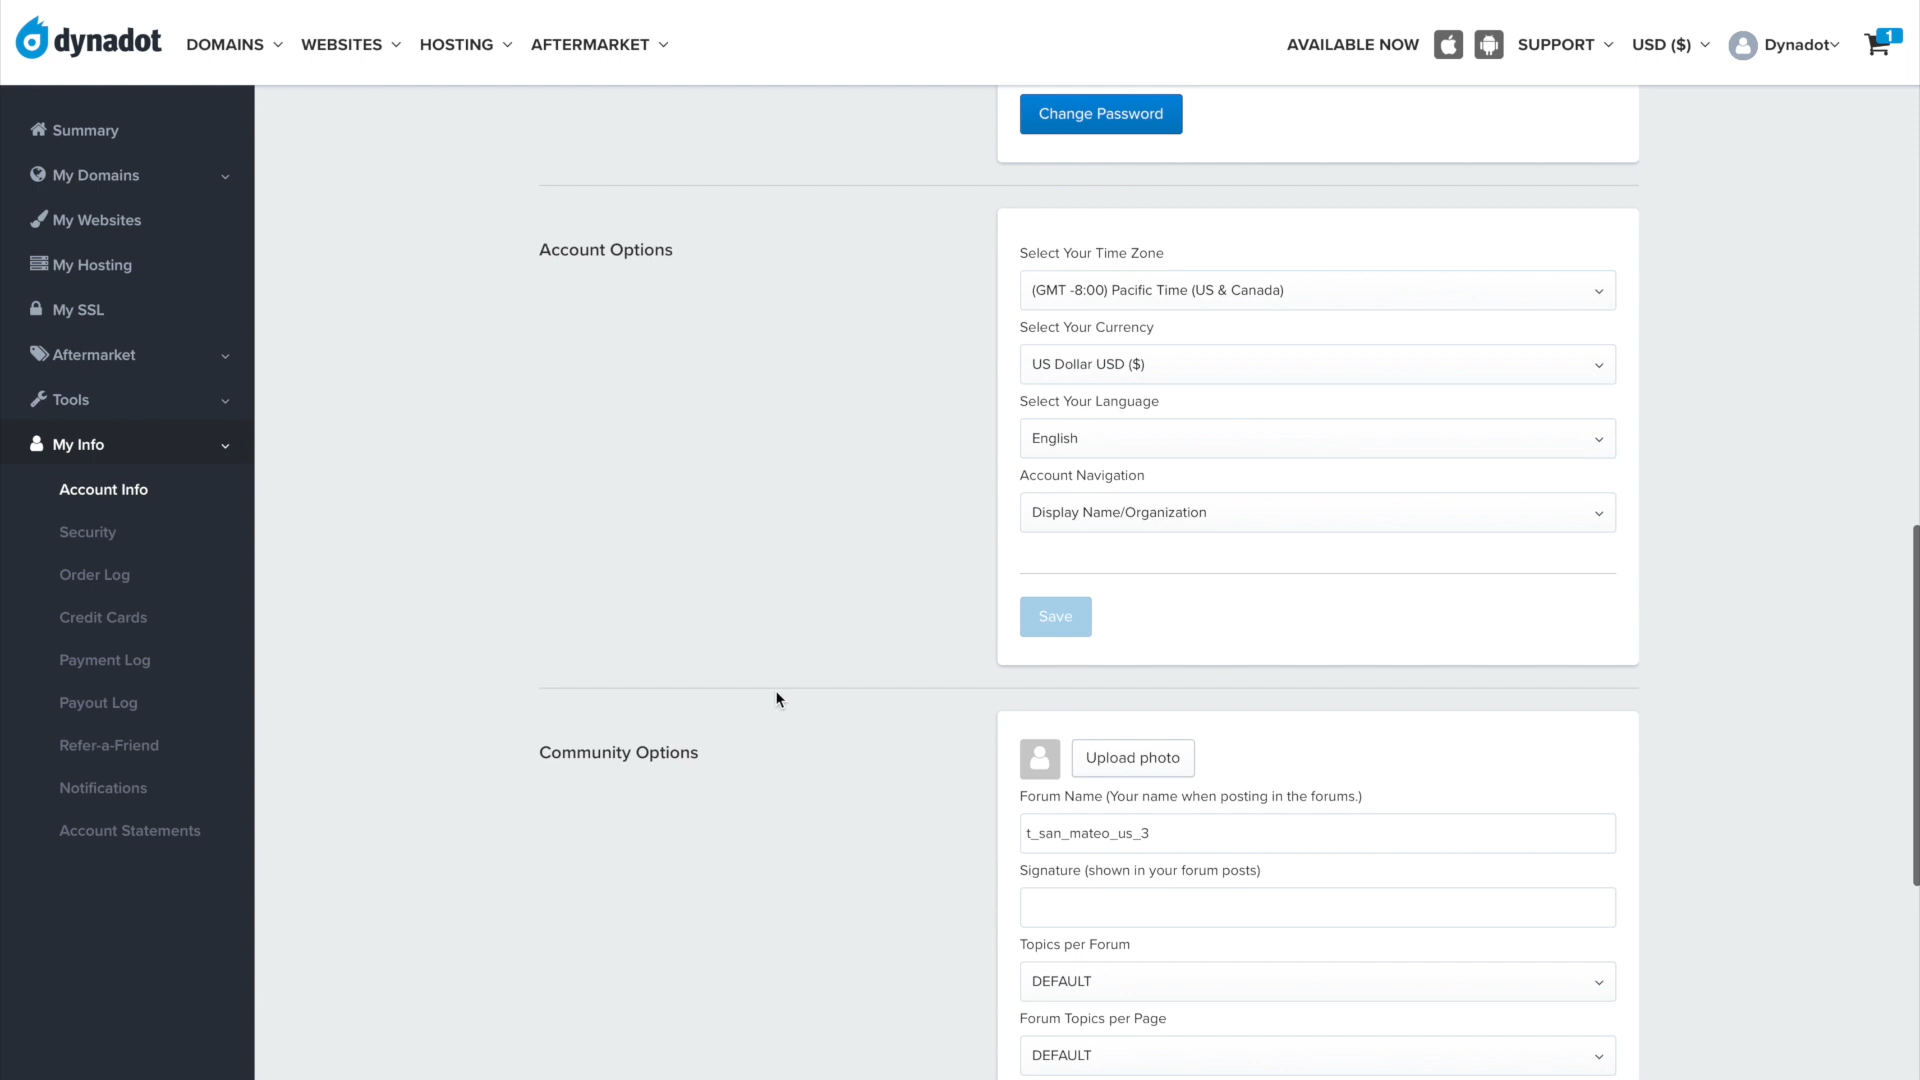 dynadot
DOMAINS
WEBSITES
HOSTING
AFTERMARKET
AVAILABLE NOW
SUPPORT
USD ($)
Dynadot
1
Summary
My Domains
My Websites
My Hosting
My SSL
Aftermarket
Tools
My Info
Account Info
Security
Order Log
Credit Cards
Payment Log
Payout Log
Refer-a-Friend
Notifications
Account Statements
Change Password
Account Options
Select Your Time Zone
(GMT -8:00) Pacific Time (US & Canada)
Select Your Currency
US Dollar USD ($)
Select Your Language
English
Account Navigation
Display Name/Organization
Save
Community Options
Upload photo
Forum Name (Your name when posting in the forums.)
t_san_mateo_us_3
Signature (shown in your forum posts)
Topics per Forum
DEFAULT
Forum Topics per Page
DEFAULT